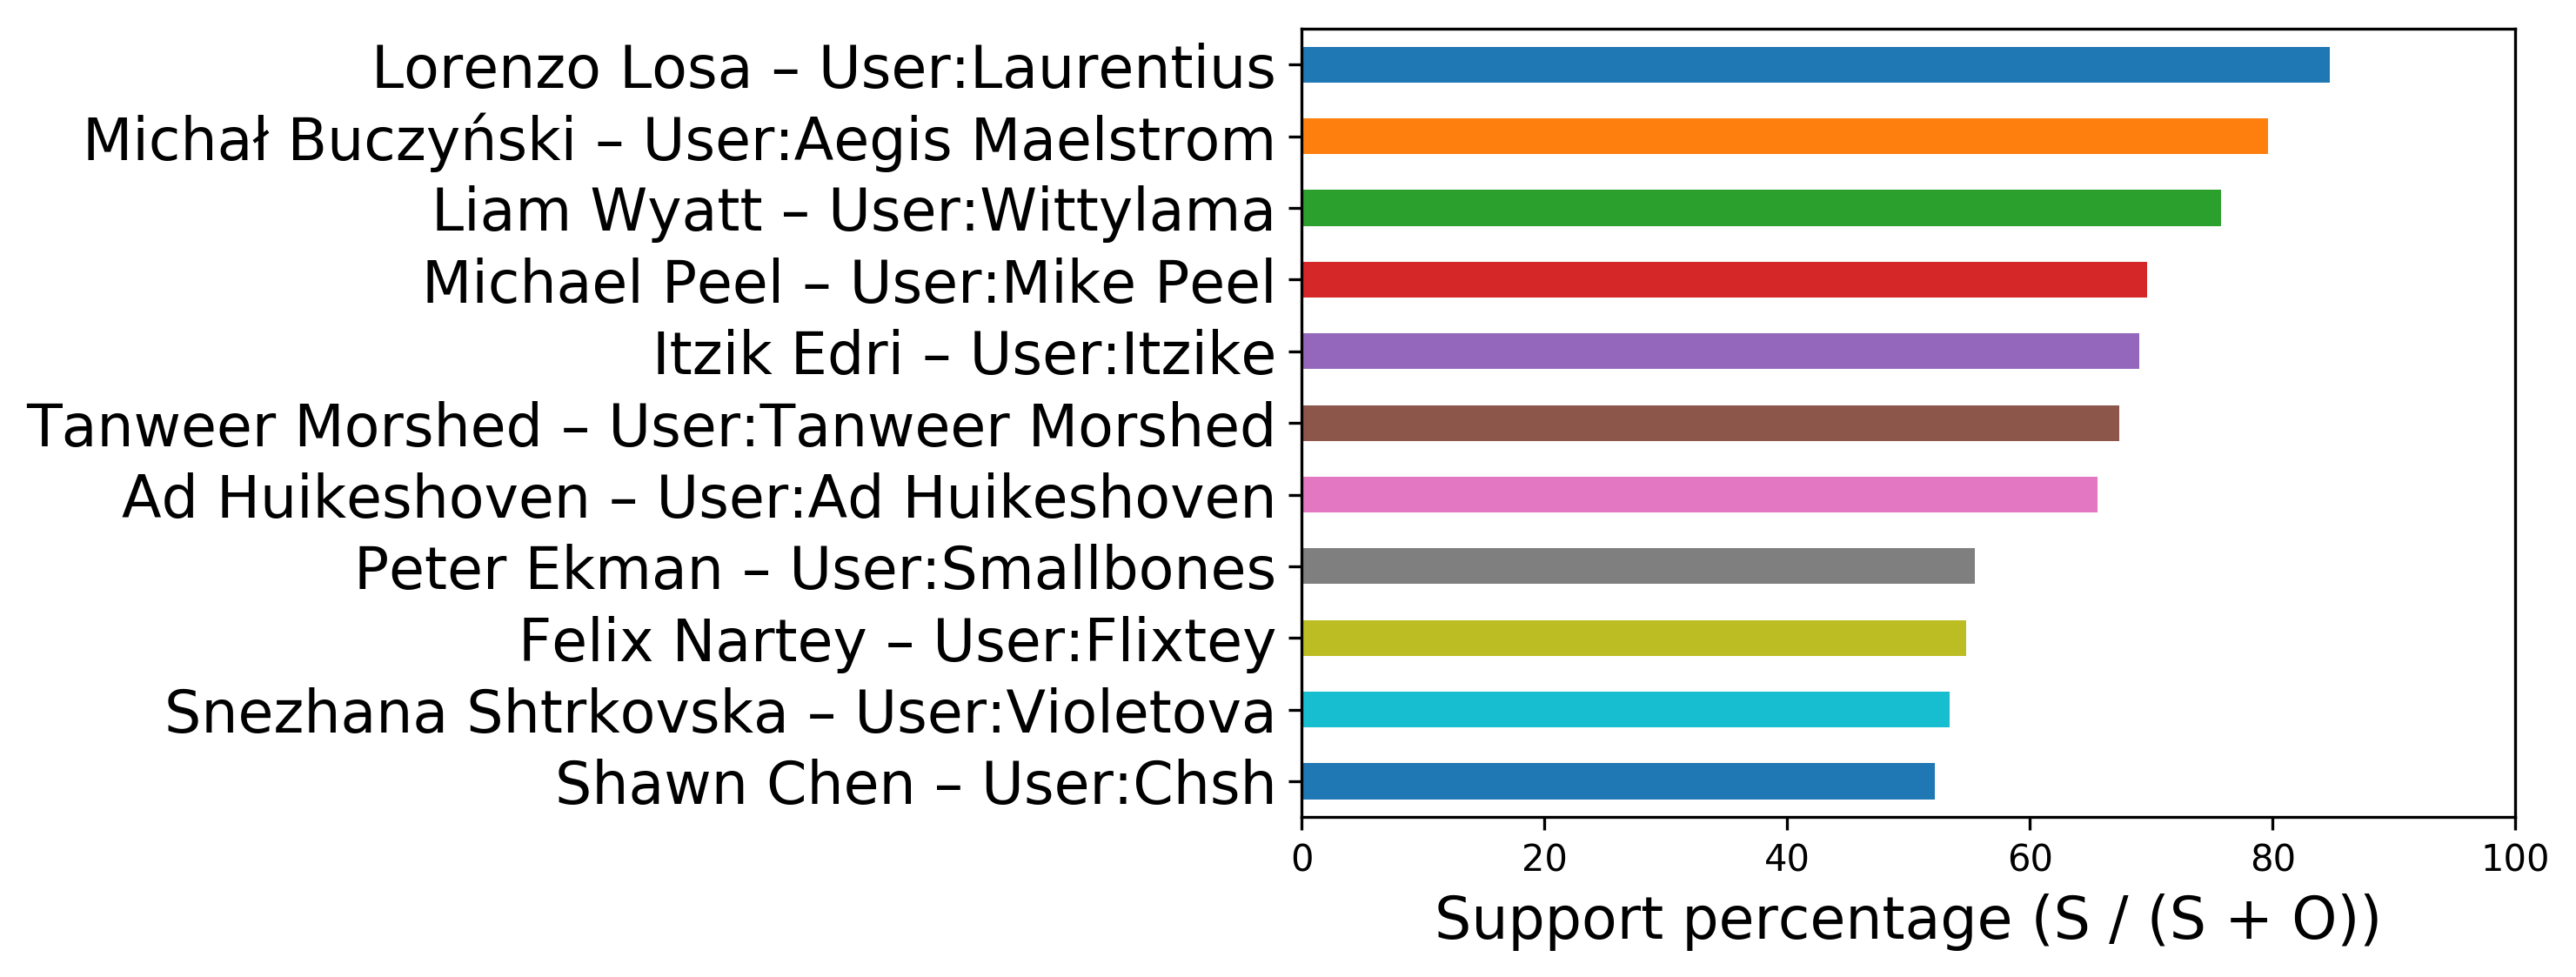 Lorenzo Losa – User:Laurentius
Michał Buczyński – User:Aegis Maelstrom
Liam Wyatt – User:Wittylama
Michael Peel – User:Mike Peel
Itzik Edri – User:Itzike
Tanweer Morshed – User:Tanweer Morshed
Ad Huikeshoven – User:Ad Huikeshoven
Peter Ekman – User:Smallbones
Felix Nartey – User:Flixtey
Snezhana Shtrkovska – User:Violetova
Shawn Chen – User:Chsh
0 20 40 60 80 100
Support percentage (S / (S + O))